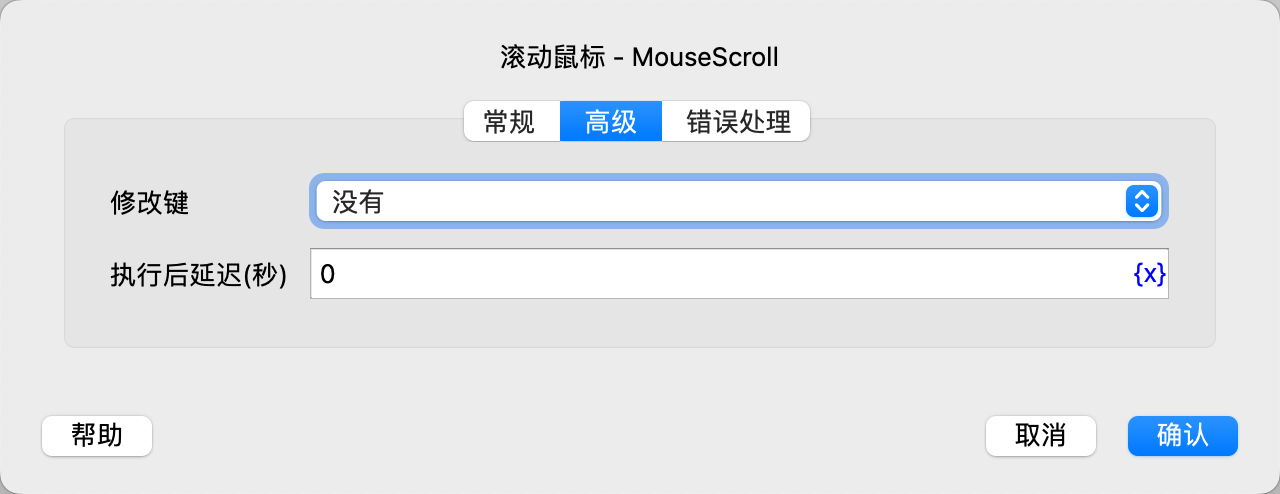 滚动鼠标 - MouseScroll
常规 高级 错误处理
修改键 没有
执行后延迟(秒) 0 {x}
帮助 取消 确认